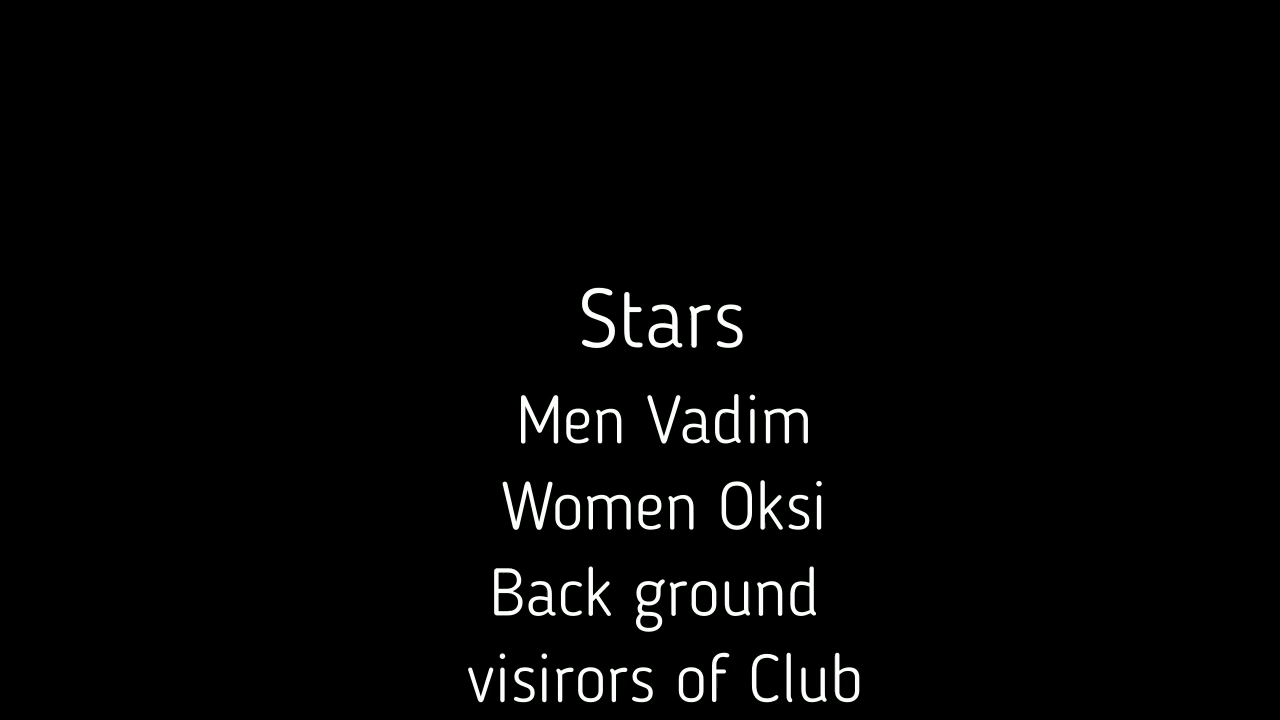 Stars
Men Vadim
Women Oksi
Back ground
visirors of Club